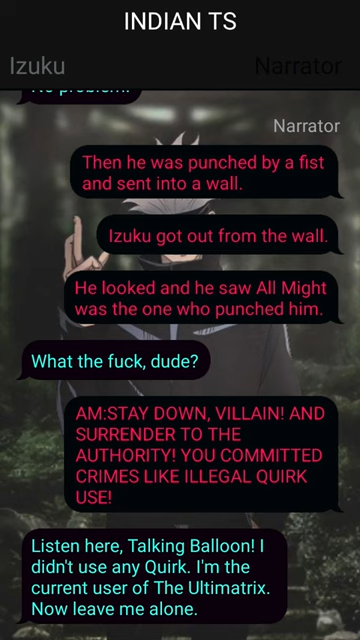 INDIAN TS
Izuku
Narrator
No problem.
Narrator
Then he was punched by a fist
and sent into a wall.
Izuku got out from the wall.
He looked and he saw All Might
was the one who punched him.
What the fuck, dude?
AM:STAY DOWN, VILLAIN! AND
SURRENDER TO THE
AUTHORITY! YOU COMMITTED
CRIMES LIKE ILLEGAL QUIRK
USE!
Listen here, Talking Balloon! I
didn't use any Quirk. I'm the
current user of The Ultimatrix.
Now leave me alone.